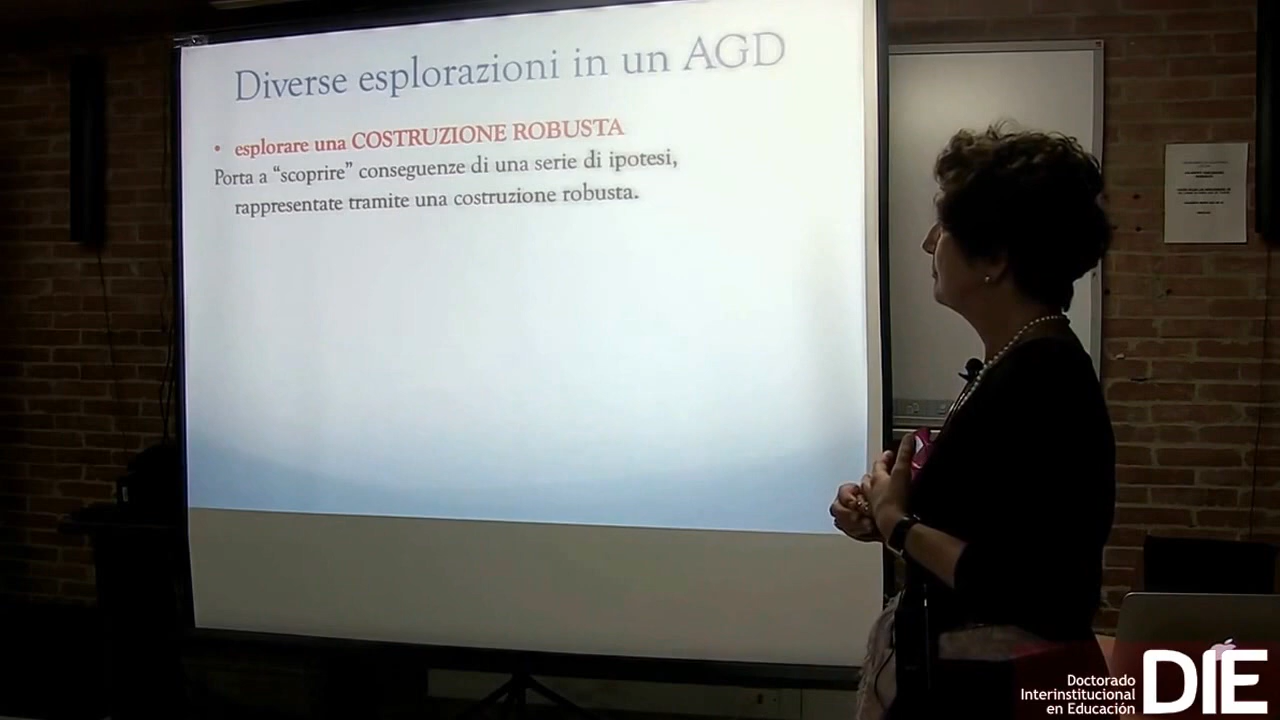 Diverse esplorazioni in un AGD
• esplorare una COSTRUZIONE ROBUSTA
Porta a “scoprire” conseguenze di una serie di ipotesi,
rappresentate tramite una costruzione robusta.
Doctorado
Interinstitucional
en Educación
DIE